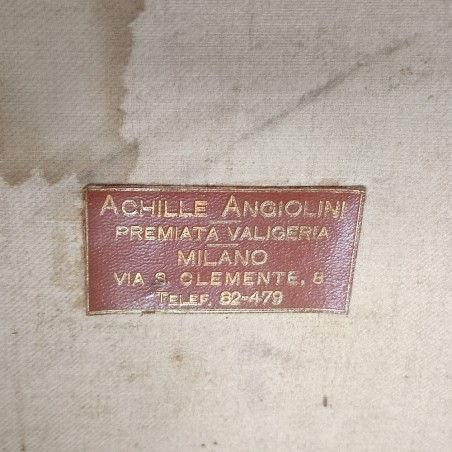 ACHILLE ANGIOLINI
PREMIATA VALIGERIA
MILANO
VIA S. CLEMENTE, 8
TELEF. 82-479